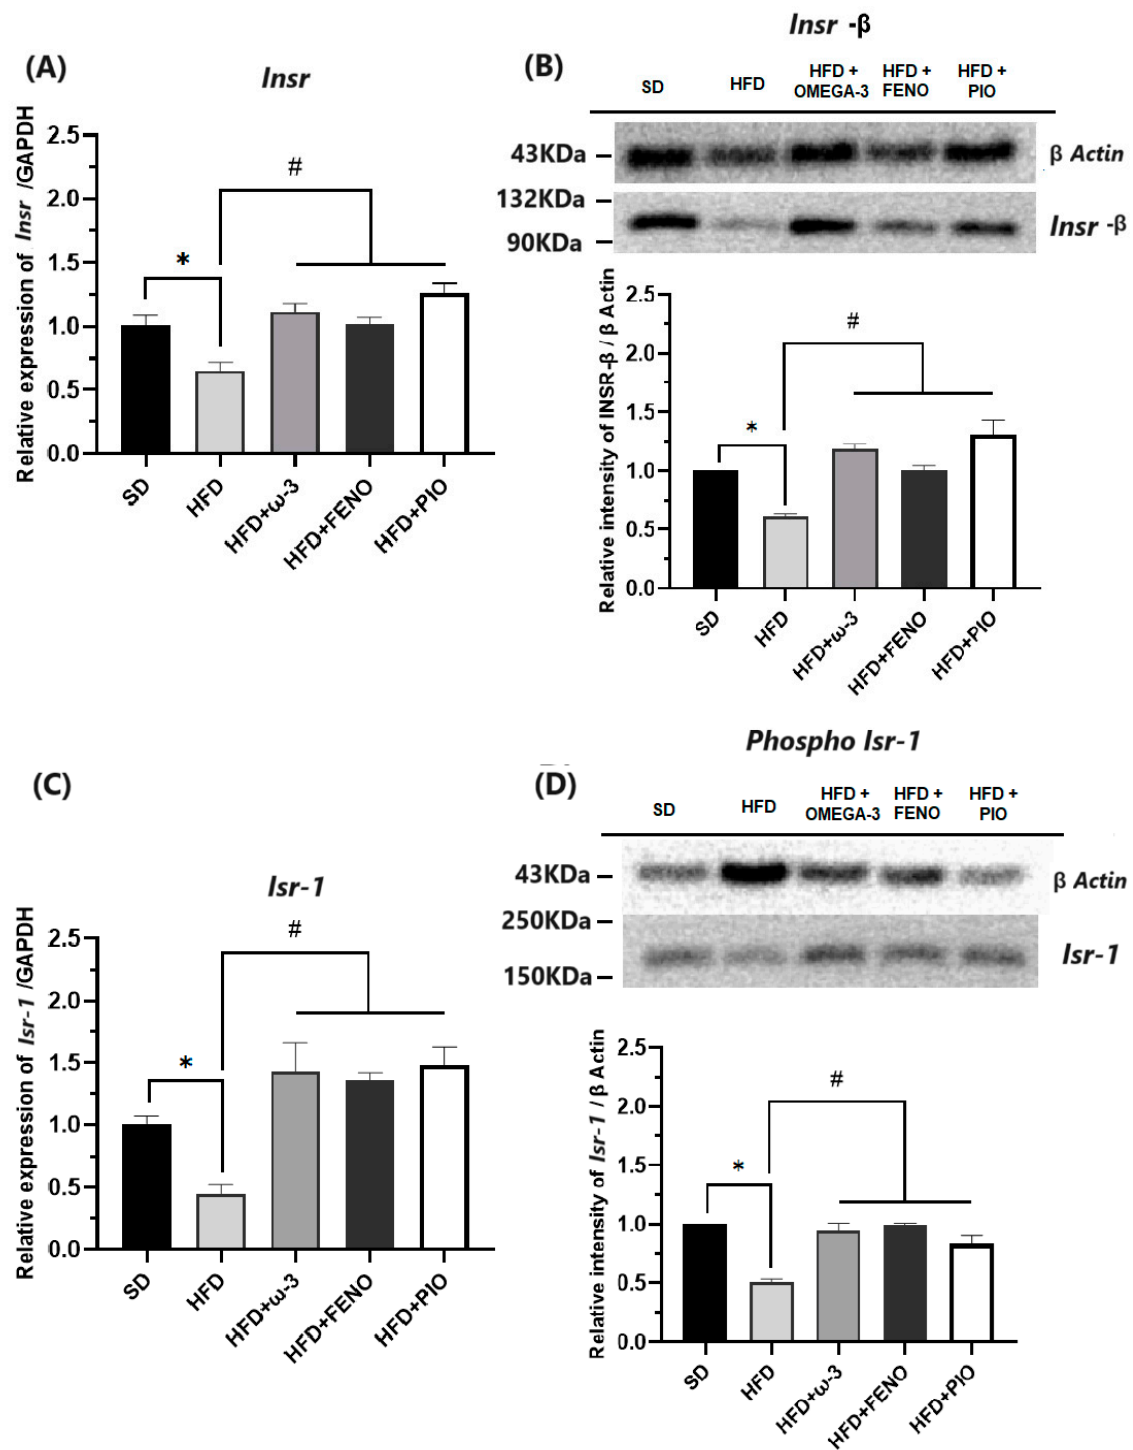 (A)
Insr
Relative expression of Insr /GAPDH
2.5
2.0
1.5
1.0
0.5
0.0
#
*
SD
HFD
HFD+ω-3
HFD+FENO
HFD+PIO
Insr -β
(B)
SD
HFD
HFD +
OMEGA-3
HFD +
FENO
HFD +
PIO
43KDa
β Actin
132KDa
90KDa
Insr -β
Relative intensity of INSR-β / β Actin
2.5
2.0
1.5
1.0
0.5
0.0
#
*
SD
HFD
HFD+ω-3
HFD+FENO
HFD+PIO
(C)
Isr-1
Relative expression of Isr-1 /GAPDH
2.5
2.0
1.5
1.0
0.5
0.0
#
*
SD
HFD
HFD+ω-3
HFD+FENO
HFD+PIO
Phospho Isr-1
(D)
SD
HFD
HFD +
OMEGA-3
HFD +
FENO
HFD +
PIO
43KDa
β Actin
250KDa
150KDa
Isr-1
Relative intensity of Isr-1 / β Actin
2.5
2.0
1.5
1.0
0.5
0.0
#
*
SD
HFD
HFD+ω-3
HFD+FENO
HFD+PIO